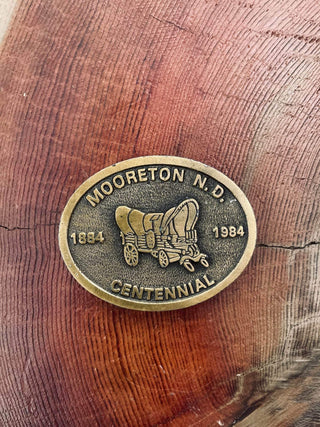 MOORETON N.D.
1884 1984
CENTENNIAL